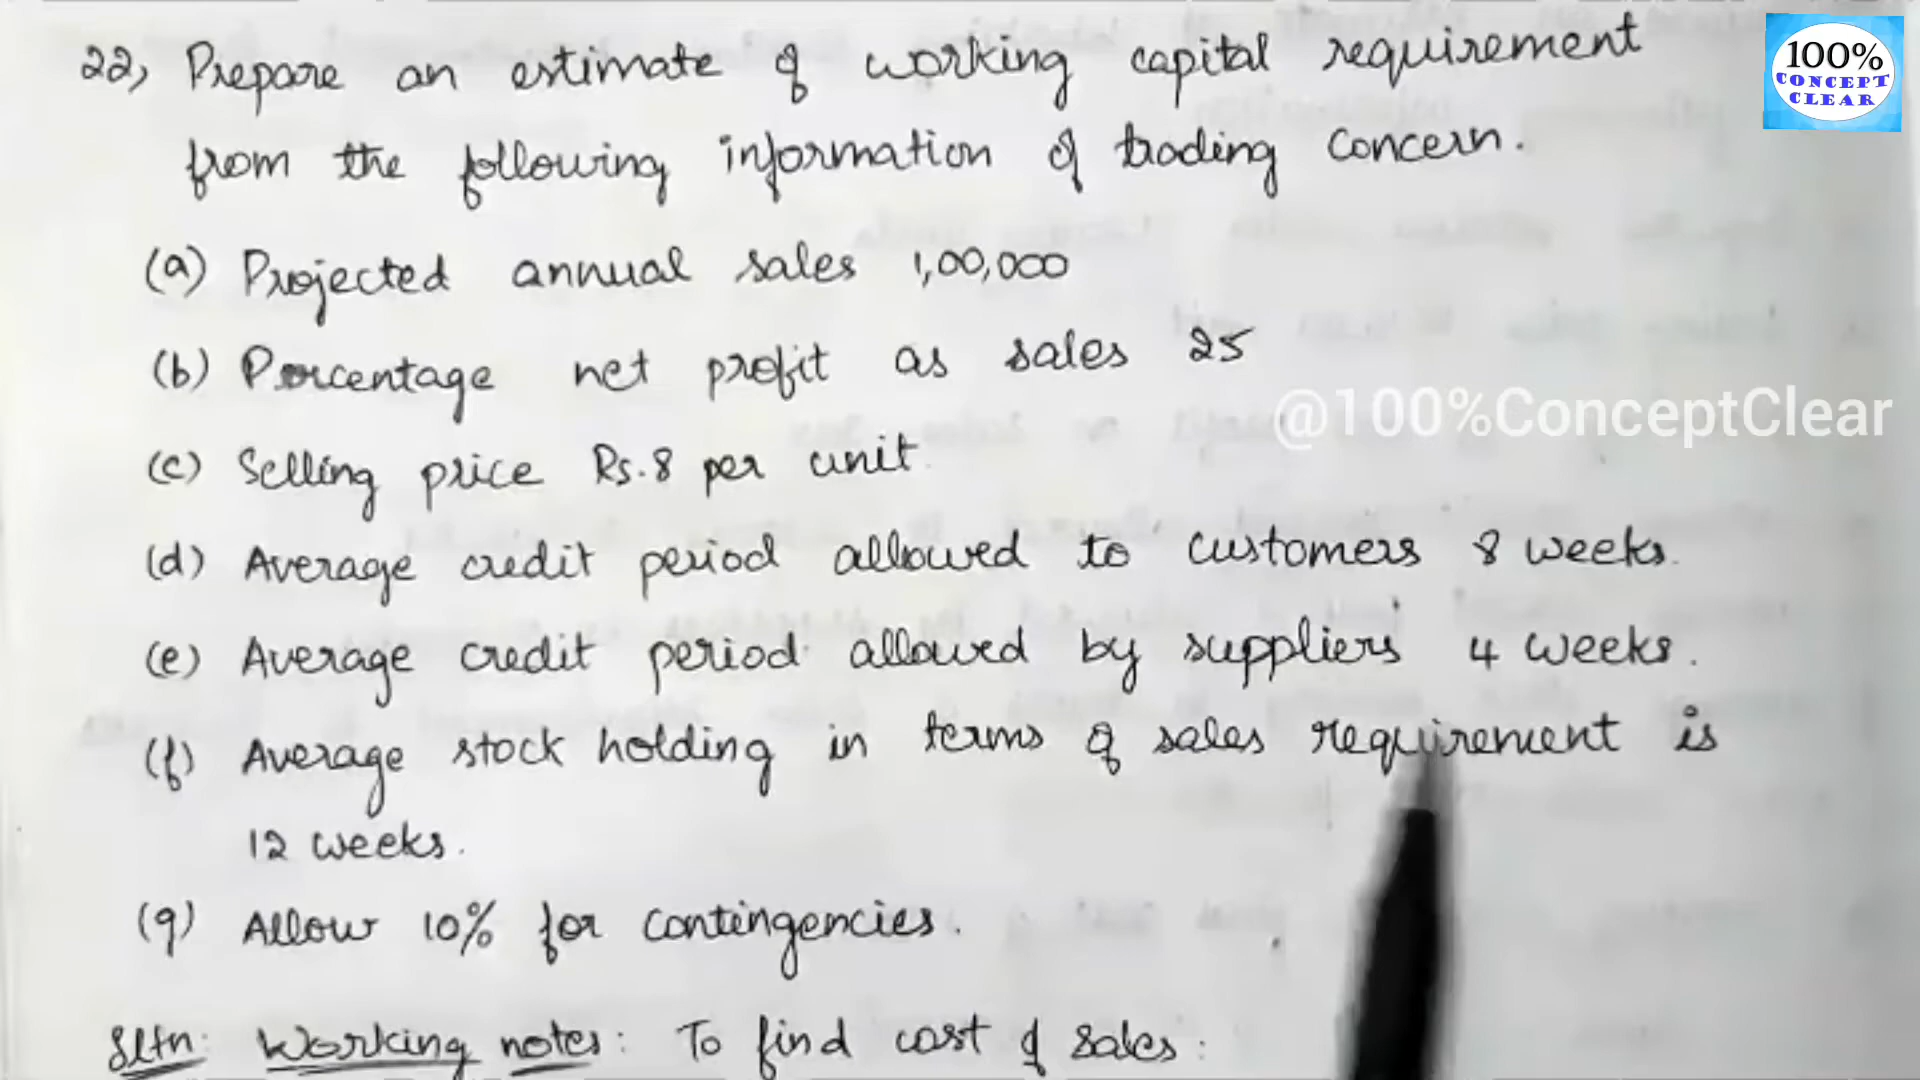 22) Prepare an estimate of working capital requirement
from the following information of trading concern.
(a) Projected annual sales 1,00,000
(b) Percentage net profit as sales 25
(c) Selling price Rs.8 per unit
(d) Average credit period allowed to customers 8 weeks.
(e) Average credit period allowed by suppliers 4 weeks.
(f) Average stock holding in terms of sales requirement is
12 weeks.
(g) Allow 10% for contingencies.
Sltn: Working notes: To find cost of sales:
100%
CONCEPT
CLEAR
@100%ConceptClear